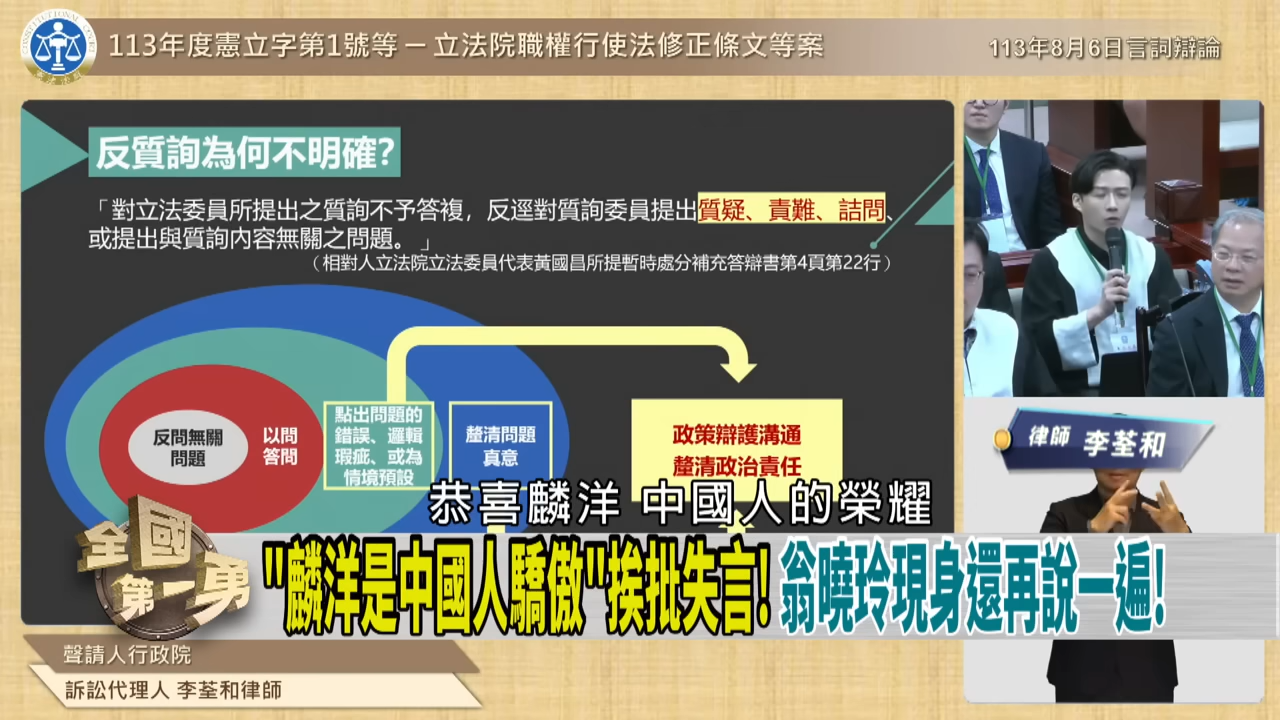 113年度憲立字第1號等 － 立法院職權行使法修正條文等案
113年8月6日言詞辯論
反質詢為何不明確?
「對立法委員所提出之質詢不予答複，反逕對質詢委員提出質疑、責難、詰問、
或提出與質詢內容無關之問題。」
（相對人立法院立法委員代表黃國昌所提暫時處分補充答辯書第4頁第22行）
反問無關
問題
以問
答問
點出問題的
錯誤、邏輯
瑕疵、或為
情境預設
釐清問題
真意
政策辯護溝通
釐清政治責任
律師 李荃和
恭喜麟洋 中國人的榮耀
全國
第一勇
"麟洋是中國人驕傲"挨批失言! 翁曉玲現身還再說一遍!
聲請人行政院
訴訟代理人 李荃和律師